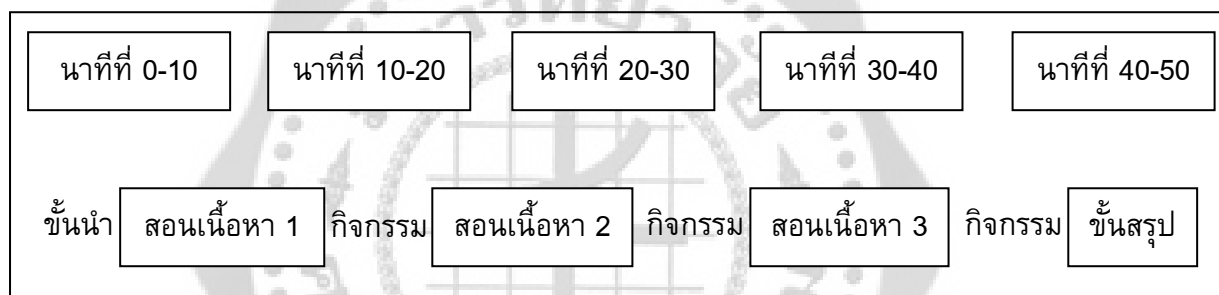 นาทีที่ 0-10 นาทีที่ 10-20 นาทีที่ 20-30 นาทีที่ 30-40 นาทีที่ 40-50
ขั้นนำ สอนเนื้อหา 1 กิจกรรม สอนเนื้อหา 2 กิจกรรม สอนเนื้อหา 3 กิจกรรม ขั้นสรุป